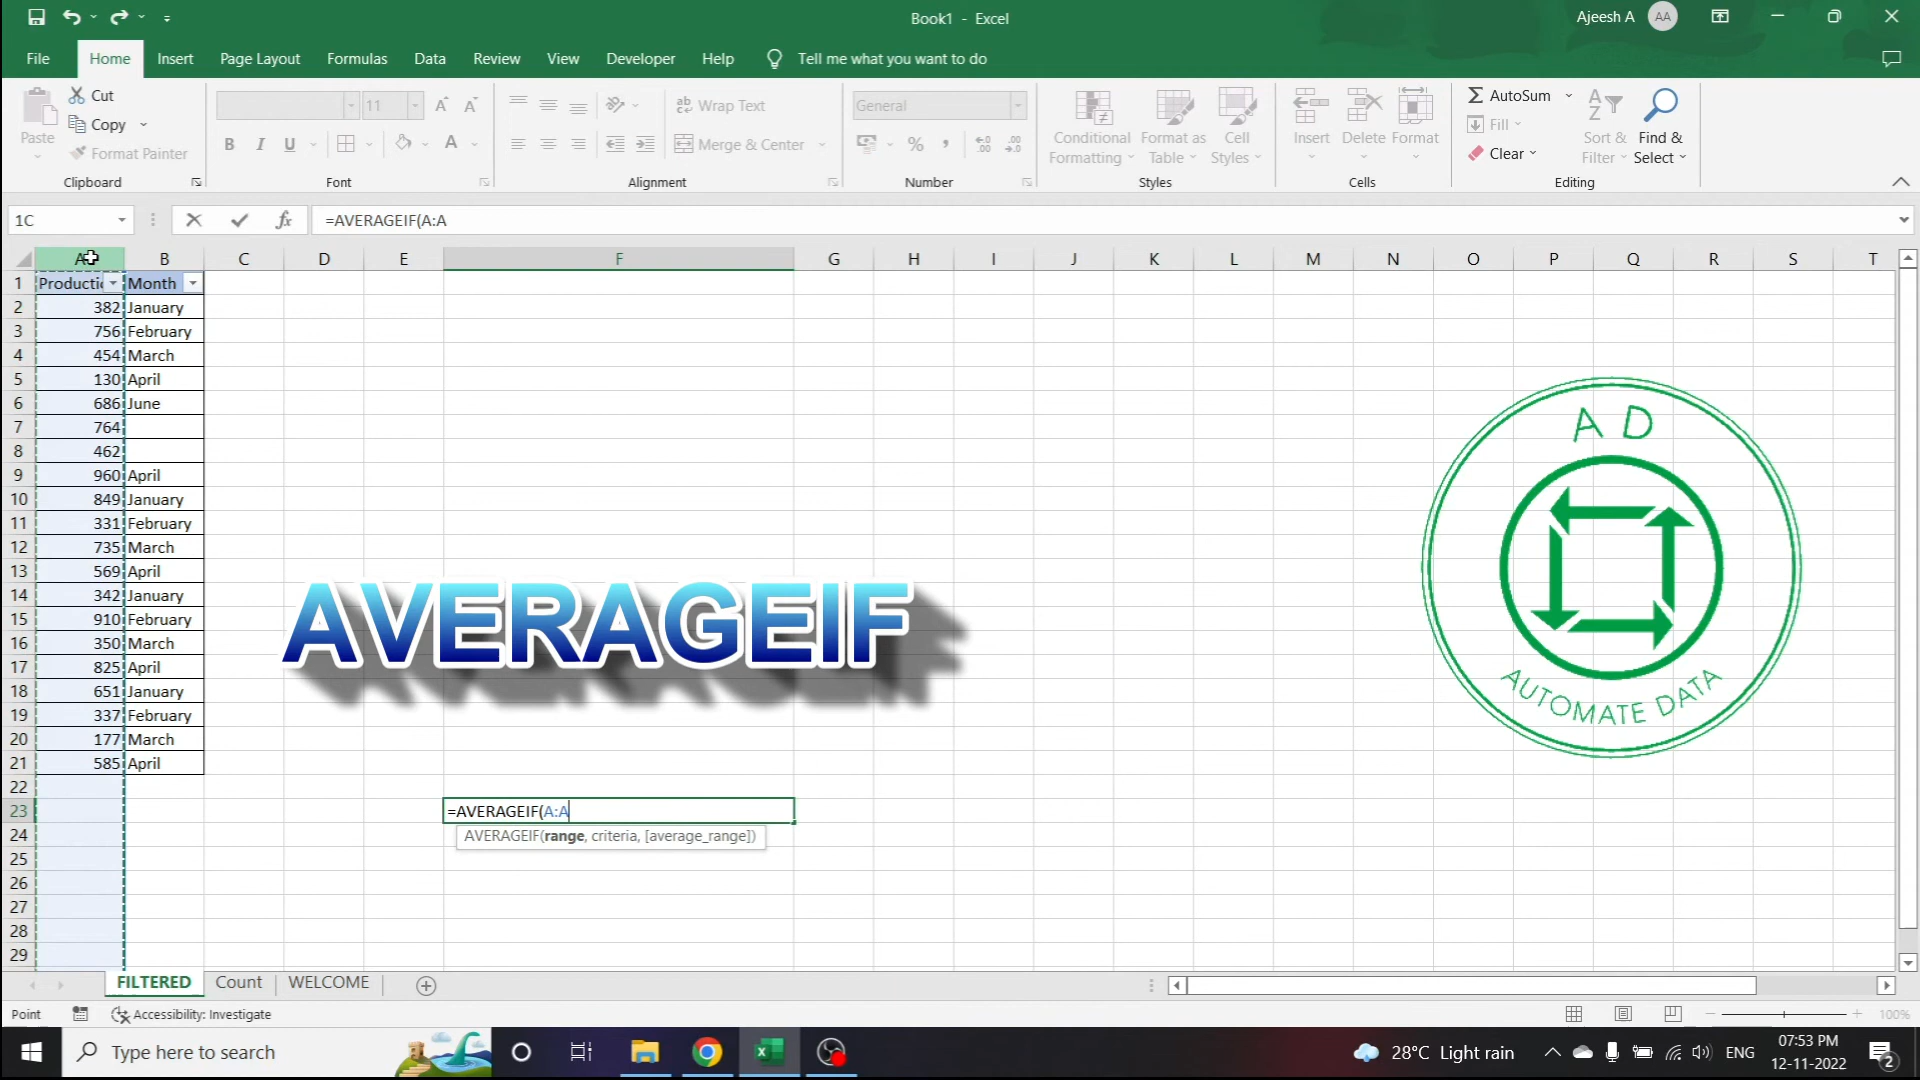 Book1 - Excel
Ajeesh A AA
File Home Insert Page Layout Formulas Data Review View Developer Help Tell me what you want to do
Paste
Cut
Copy
Format Painter
Clipboard
11
B I U
Font
Wrap Text
Merge & Center
Alignment
General
Number
Conditional Formatting
Format as Table
Cell Styles
Styles
Insert
Delete
Format
Cells
AutoSum
Fill
Clear
Sort & Filter
Find & Select
Editing
1C =AVERAGEIF(A:A
A B C D E F G H I J K L M N O P Q R S T
1 Productio Month
2 382 January
3 756 February
4 454 March
5 130 April
6 686 June
7 764
8 462
9 960 April
10 849 January
11 331 February
12 735 March
13 569 April
14 342 January
15 910 February
16 350 March
17 825 April
18 651 January
19 337 February
20 177 March
21 585 April
22
23 =AVERAGEIF(A:A
24 AVERAGEIF(range, criteria, [average_range])
25
26
27
28
29
AVERAGEIF
AD
AUTOMATE DATA
FILTERED Count WELCOME
Point Accessibility: Investigate 100%
Type here to search
28°C Light rain
ENG
07:53 PM
12-11-2022
2